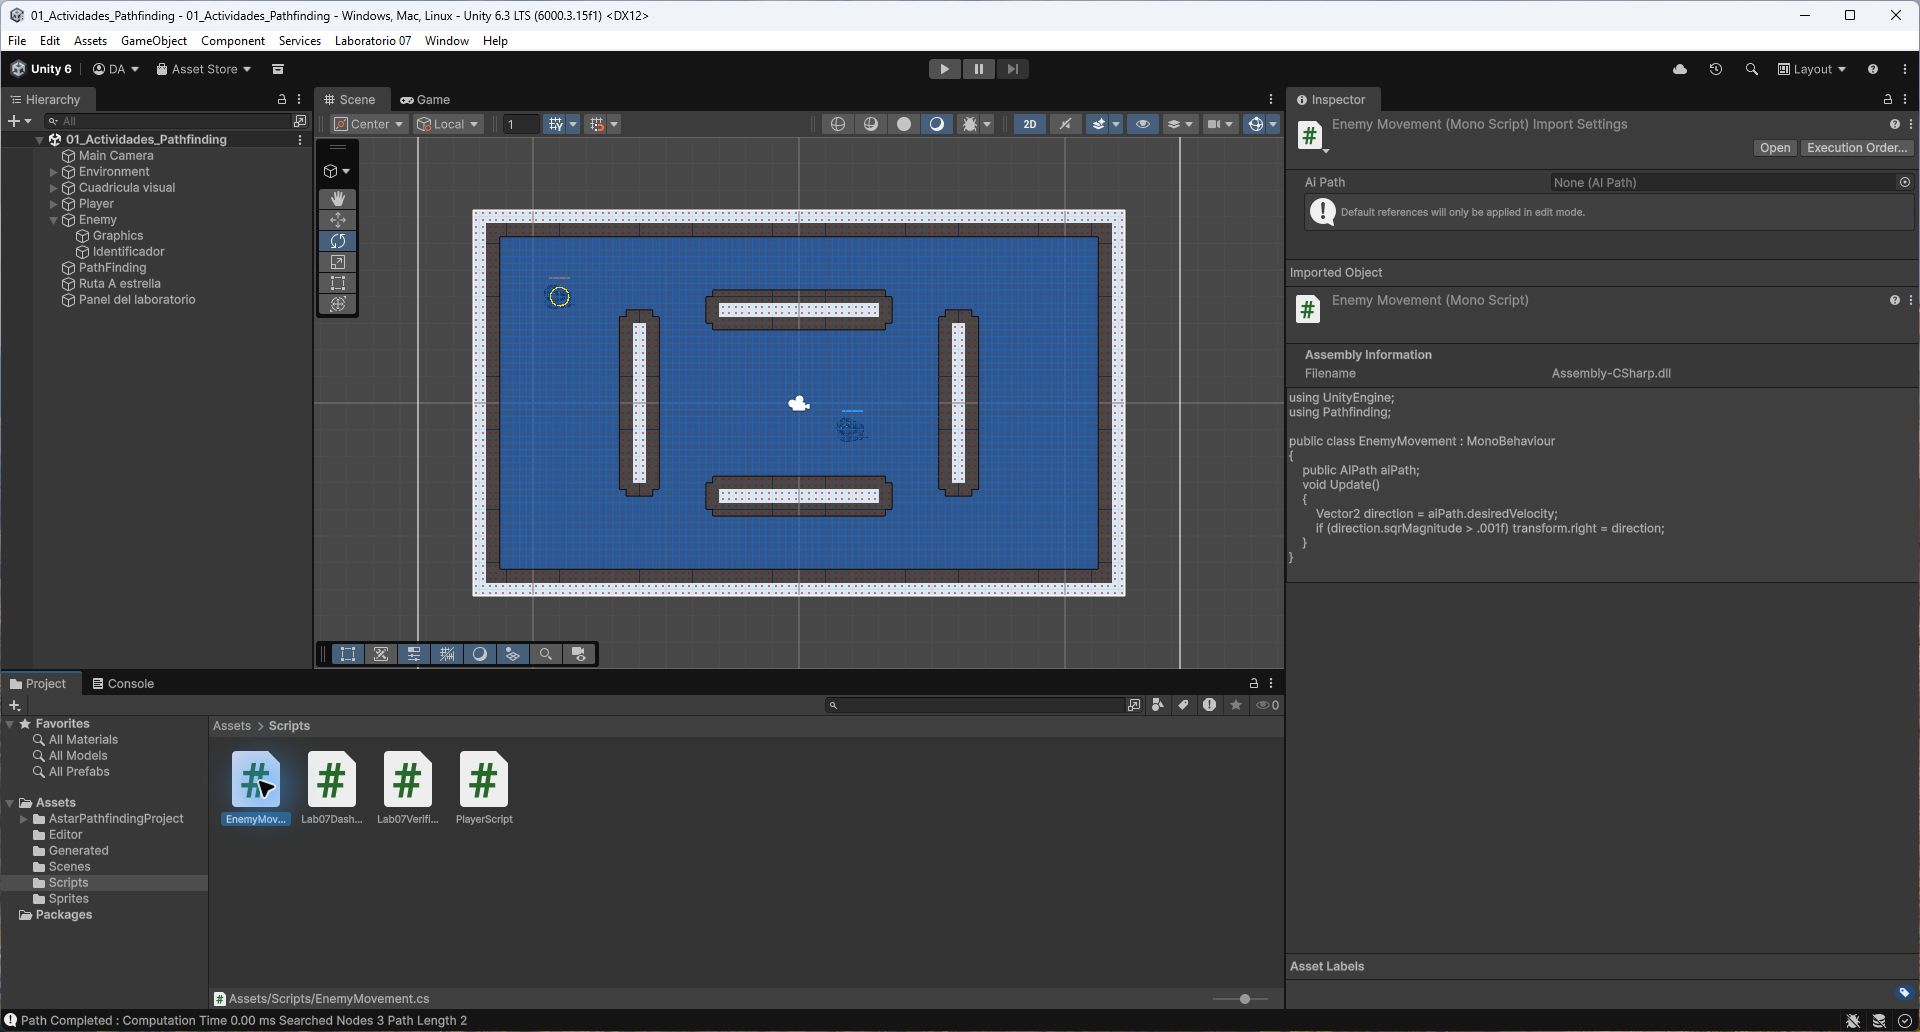 01_Actividades_Pathfinding - 01_Actividades_Pathfinding - Windows, Mac, Linux - Unity 6.3 LTS (6000.3.15f1) <DX12>
File Edit Assets GameObject Component Services Laboratorio 07 Window Help
Unity 6 DA Asset Store Layout
Hierarchy
All
01_Actividades_Pathfinding
Main Camera
Environment
Cuadricula visual
Player
Enemy
Graphics
Identificador
PathFinding
Ruta A estrella
Panel del laboratorio
Scene Game
Center Local 1 2D
Inspector
Enemy Movement (Mono Script) Import Settings
Open Execution Order...
Ai Path None (AI Path)
Default references will only be applied in edit mode.
Imported Object
Enemy Movement (Mono Script)
Assembly Information
Filename Assembly-CSharp.dll
using UnityEngine;
using Pathfinding;
public class EnemyMovement : MonoBehaviour
{
public AIPath aiPath;
void Update()
{
Vector2 direction = aiPath.desiredVelocity;
if (direction.sqrMagnitude > .001f) transform.right = direction;
}
}
Asset Labels
Project Console
0
Favorites
All Materials
All Models
All Prefabs
Assets
AstarPathfindingProject
Editor
Generated
Scenes
Scripts
Sprites
Packages
Assets > Scripts
EnemyMov... Lab07Dash... Lab07Verifi... PlayerScript
Assets/Scripts/EnemyMovement.cs
Path Completed : Computation Time 0.00 ms Searched Nodes 3 Path Length 2